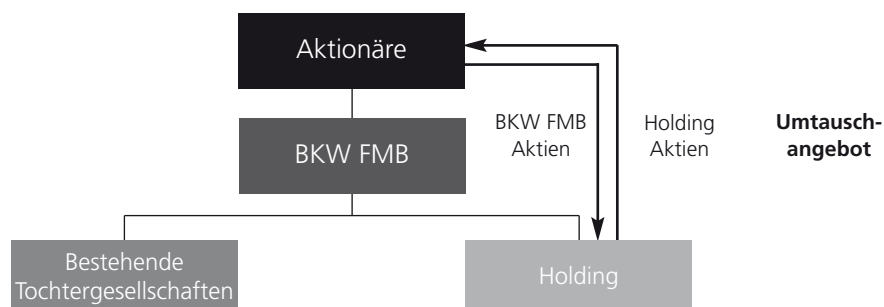 Aktionäre
BKW FMB
Aktien
Holding
Aktien
Umtausch-
angebot
BKW FMB
Bestehende
Tochtergesellschaften
Holding